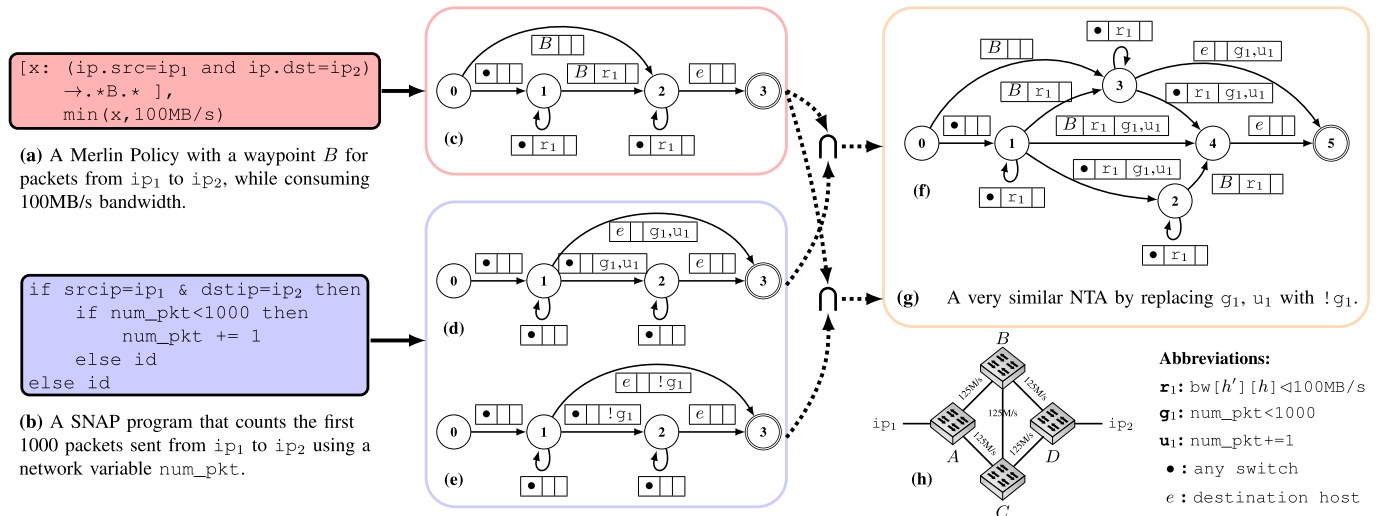 [x: (ip.src=ip₁ and ip.dst=ip₂)
→.*B.* ],
min(x,100MB/s)
(a) A Merlin Policy with a waypoint B for
packets from ip₁ to ip₂, while consuming
100MB/s bandwidth.
if srcip=ip₁ & dstip=ip₂ then
if num_pkt<1000 then
num_pkt += 1
else id
else id
(b) A SNAP program that counts the first
1000 packets sent from ip₁ to ip₂ using a
network variable num_pkt.
B
● B r₁ e
0 1 2 3
● r₁ ● r₁
(c)
e g₁,u₁
● ● g₁,u₁ e
0 1 2 3
● ●
(d)
e !g₁
● ● !g₁ e
0 1 2 3
● ●
(e)
∩
∩
● r₁
B e g₁,u₁
3
B r₁ ● r₁ g₁,u₁
● B r₁ g₁,u₁ e
0 1 4 5
● r₁ g₁,u₁
(f)
● r₁ 2 B r₁
● r₁
(g) A very similar NTA by replacing g₁, u₁ with !g₁.
B
125M/s 125M/s
125M/s
ip₁ ip₂
125M/s 125M/s
A D
(h)
C
Abbreviations:
r₁: bw[h′][h]◁100MB/s
g₁: num_pkt<1000
u₁: num_pkt+=1
● : any switch
e : destination host